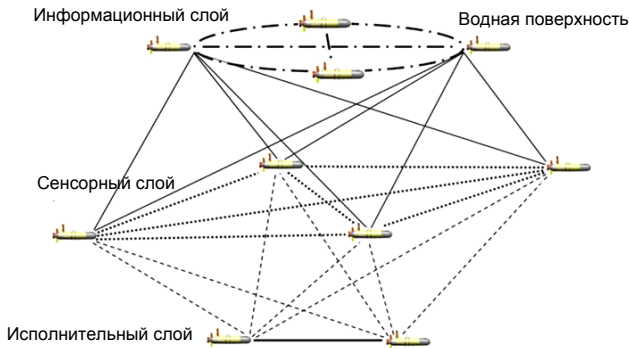 Информационный слой
Водная поверхность
Сенсорный слой
Исполнительный слой